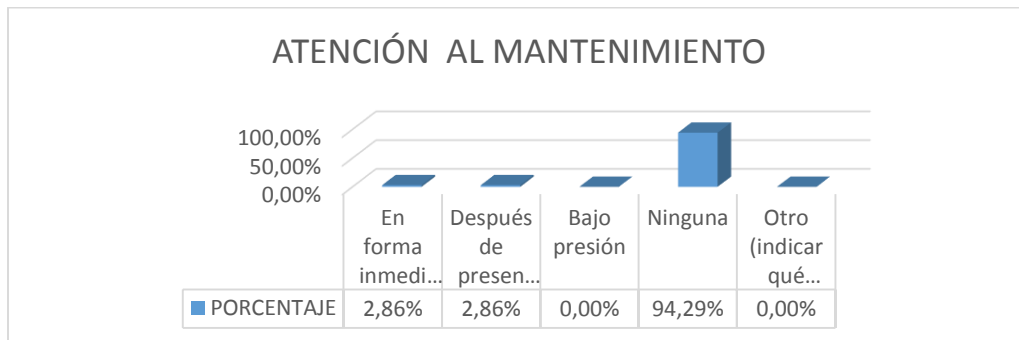 ATENCIÓN AL MANTENIMIENTO
100,00%
50,00%
0,00%
En forma inmedi...
Después de presen...
Bajo presión
Ninguna
Otro (indicar qué...
PORCENTAJE 2,86% 2,86% 0,00% 94,29% 0,00%